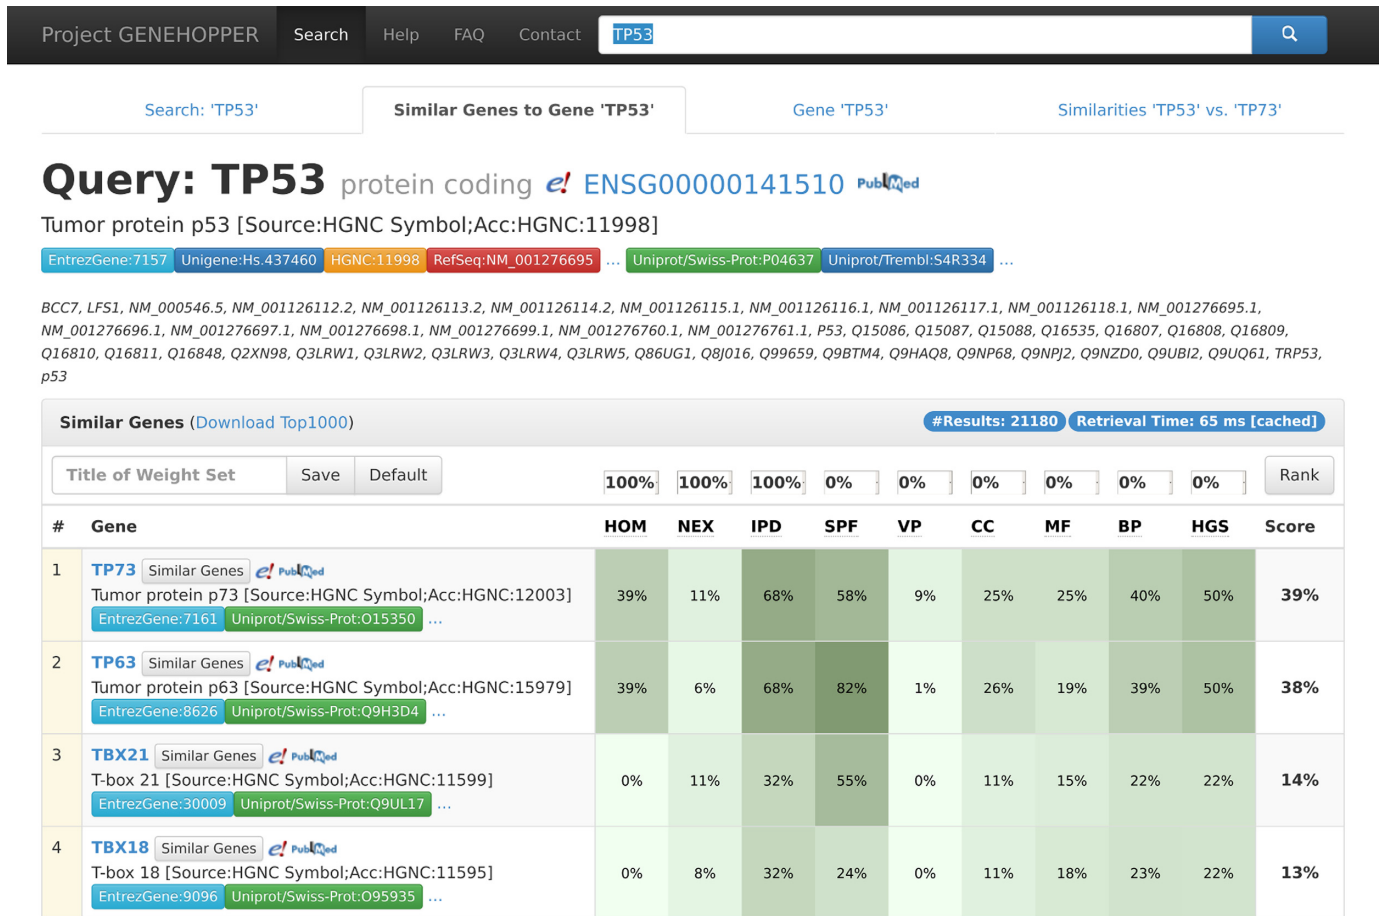 Project GENEHOPPER Search Help FAQ Contact TP53
Search: 'TP53' Similar Genes to Gene 'TP53' Gene 'TP53' Similarities 'TP53' vs. 'TP73'
Query: TP53 protein coding e! ENSG00000141510 PubMed
Tumor protein p53 [Source:HGNC Symbol;Acc:HGNC:11998]
EntrezGene:7157 Unigene:Hs.437460 HGNC:11998 RefSeq:NM_001276695 ... Uniprot/Swiss-Prot:P04637 Uniprot/Trembl:S4R334 ...
BCC7, LFS1, NM_000546.5, NM_001126112.2, NM_001126113.2, NM_001126114.2, NM_001126115.1, NM_001126116.1, NM_001126117.1, NM_001126118.1, NM_001276695.1,
NM_001276696.1, NM_001276697.1, NM_001276698.1, NM_001276699.1, NM_001276760.1, NM_001276761.1, P53, Q15086, Q15087, Q15088, Q16535, Q16807, Q16808, Q16809,
Q16810, Q16811, Q16848, Q2XN98, Q3LRW1, Q3LRW2, Q3LRW3, Q3LRW4, Q3LRW5, Q86UG1, Q8J016, Q99659, Q9BTM4, Q9HAQ8, Q9NP68, Q9NPJ2, Q9NZD0, Q9UBI2, Q9UQ61, TRP53,
p53
Similar Genes (Download Top1000) #Results: 21180 Retrieval Time: 65 ms [cached]
Title of Weight Set Save Default 100% 100% 100% 0% 0% 0% 0% 0% 0% Rank
# Gene HOM NEX IPD SPF VP CC MF BP HGS Score
1 TP73 Similar Genes e! PubMed
Tumor protein p73 [Source:HGNC Symbol;Acc:HGNC:12003] 39% 11% 68% 58% 9% 25% 25% 40% 50% 39%
EntrezGene:7161 Uniprot/Swiss-Prot:O15350 ...
2 TP63 Similar Genes e! PubMed
Tumor protein p63 [Source:HGNC Symbol;Acc:HGNC:15979] 39% 6% 68% 82% 1% 26% 19% 39% 50% 38%
EntrezGene:8626 Uniprot/Swiss-Prot:Q9H3D4 ...
3 TBX21 Similar Genes e! PubMed
T-box 21 [Source:HGNC Symbol;Acc:HGNC:11599] 0% 11% 32% 55% 0% 11% 15% 22% 22% 14%
EntrezGene:30009 Uniprot/Swiss-Prot:Q9UL17 ...
4 TBX18 Similar Genes e! PubMed
T-box 18 [Source:HGNC Symbol;Acc:HGNC:11595] 0% 8% 32% 24% 0% 11% 18% 23% 22% 13%
EntrezGene:9096 Uniprot/Swiss-Prot:O95935 ...